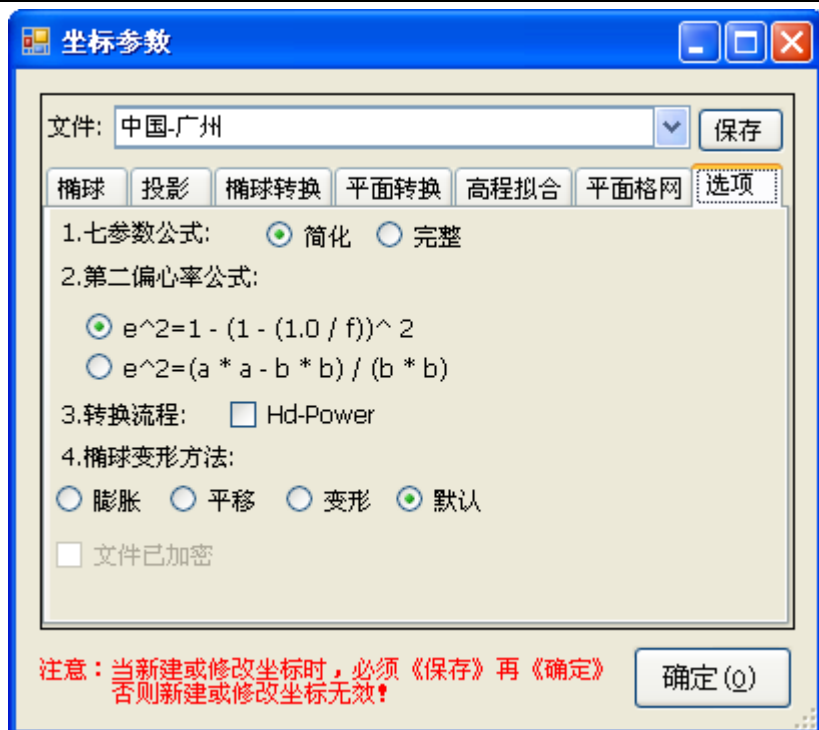 坐标参数
文件: 中国-广州 保存
椭球 投影 椭球转换 平面转换 高程拟合 平面格网 选项
1.七参数公式: 简化 完整
2.第二偏心率公式:
e^2=1 - (1 - (1.0 / f))^ 2
e^2=(a * a - b * b) / (b * b)
3.转换流程: Hd-Power
4.椭球变形方法:
膨胀 平移 变形 默认
文件已加密
注意：当新建或修改坐标时，必须《保存》再《确定》
否则新建或修改坐标无效！
确定(O)